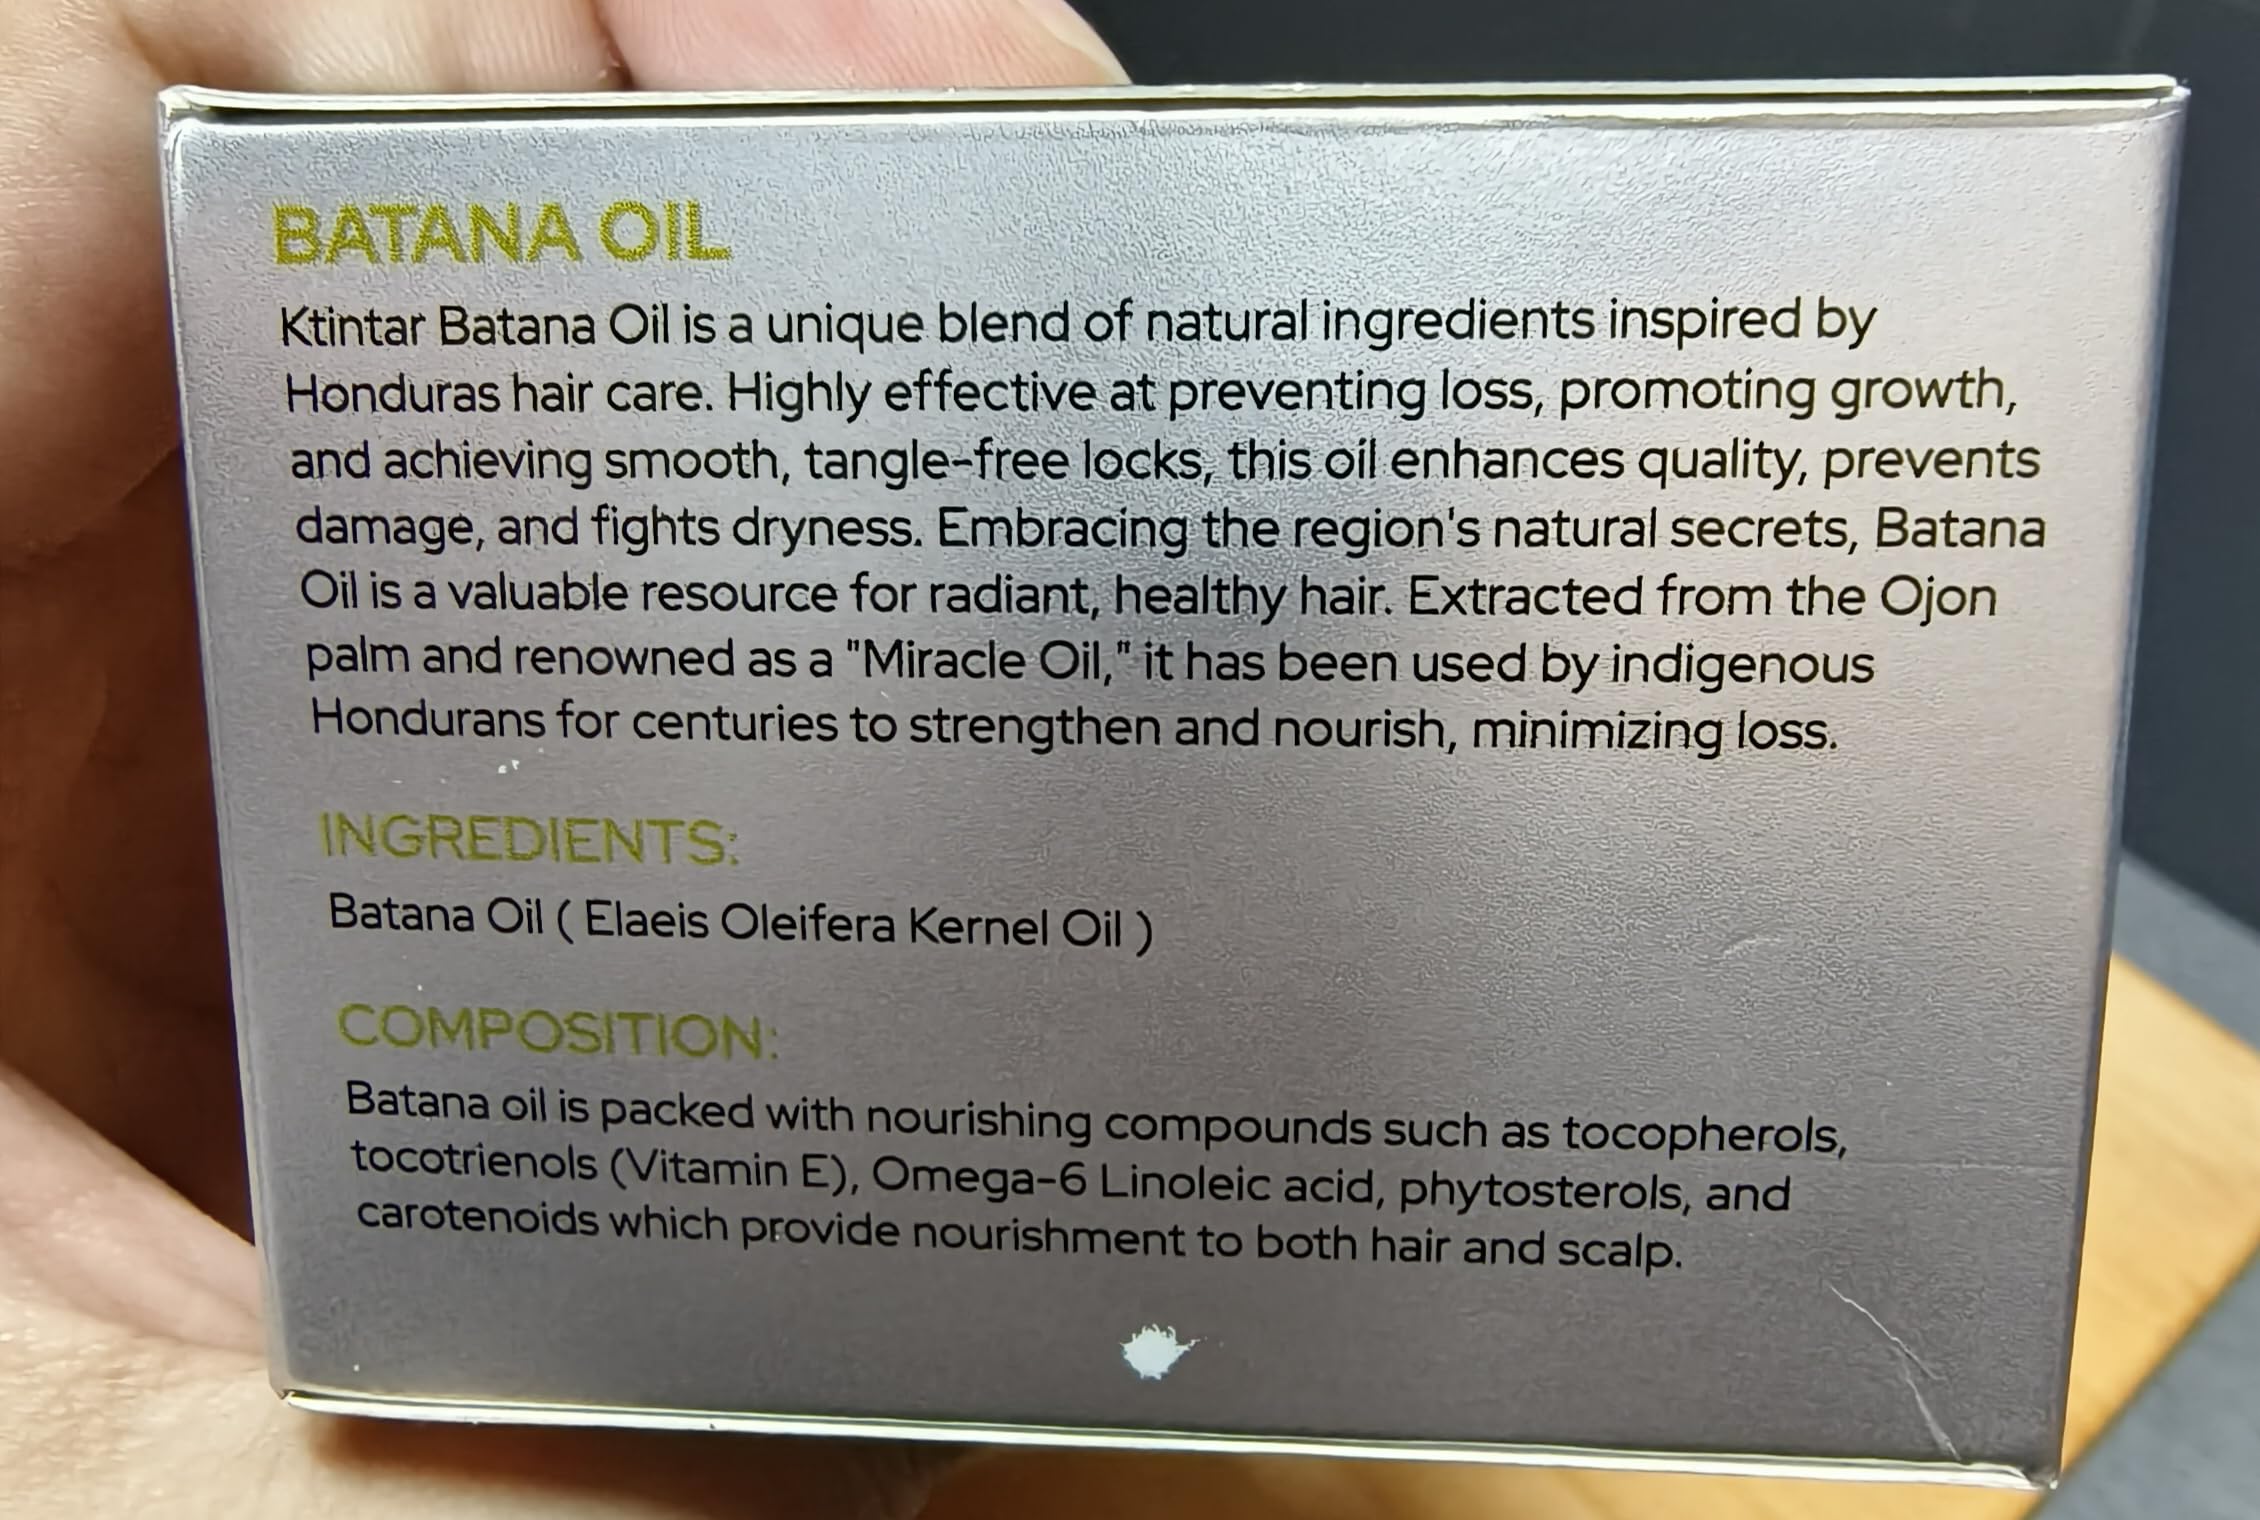 BATANA OIL
Ktintar Batana Oil is a unique blend of natural ingredients inspired by
Honduras hair care. Highly effective at preventing loss, promoting growth,
and achieving smooth, tangle-free locks, this oil enhances quality, prevents
damage, and fights dryness. Embracing the region's natural secrets, Batana
Oil is a valuable resource for radiant, healthy hair. Extracted from the Ojon
palm and renowned as a "Miracle Oil," it has been used by indigenous
Hondurans for centuries to strengthen and nourish, minimizing loss.
INGREDIENTS:
Batana Oil ( Elaeis Oleifera Kernel Oil )
COMPOSITION:
Batana oil is packed with nourishing compounds such as tocopherols,
tocotrienols (Vitamin E), Omega-6 Linoleic acid, phytosterols, and
carotenoids which provide nourishment to both hair and scalp.